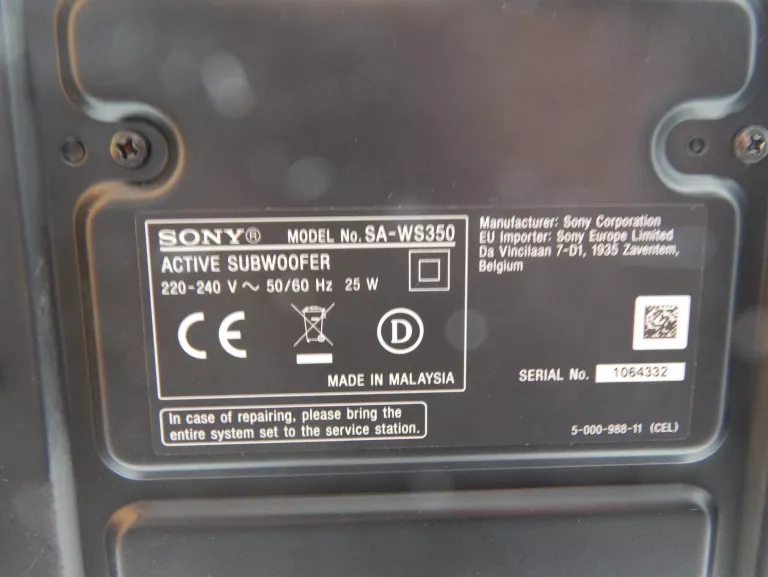 SONY® MODEL No. SA-WS350
ACTIVE SUBWOOFER
220-240 V ~ 50/60 Hz 25 W
CE
D
MADE IN MALAYSIA
In case of repairing, please bring the
entire system set to the service station.
Manufacturer: Sony Corporation
EU Importer: Sony Europe Limited
Da Vincilaan 7-D1, 1935 Zaventem,
Belgium
SERIAL No. 1064332
5-000-988-11 (CEL)